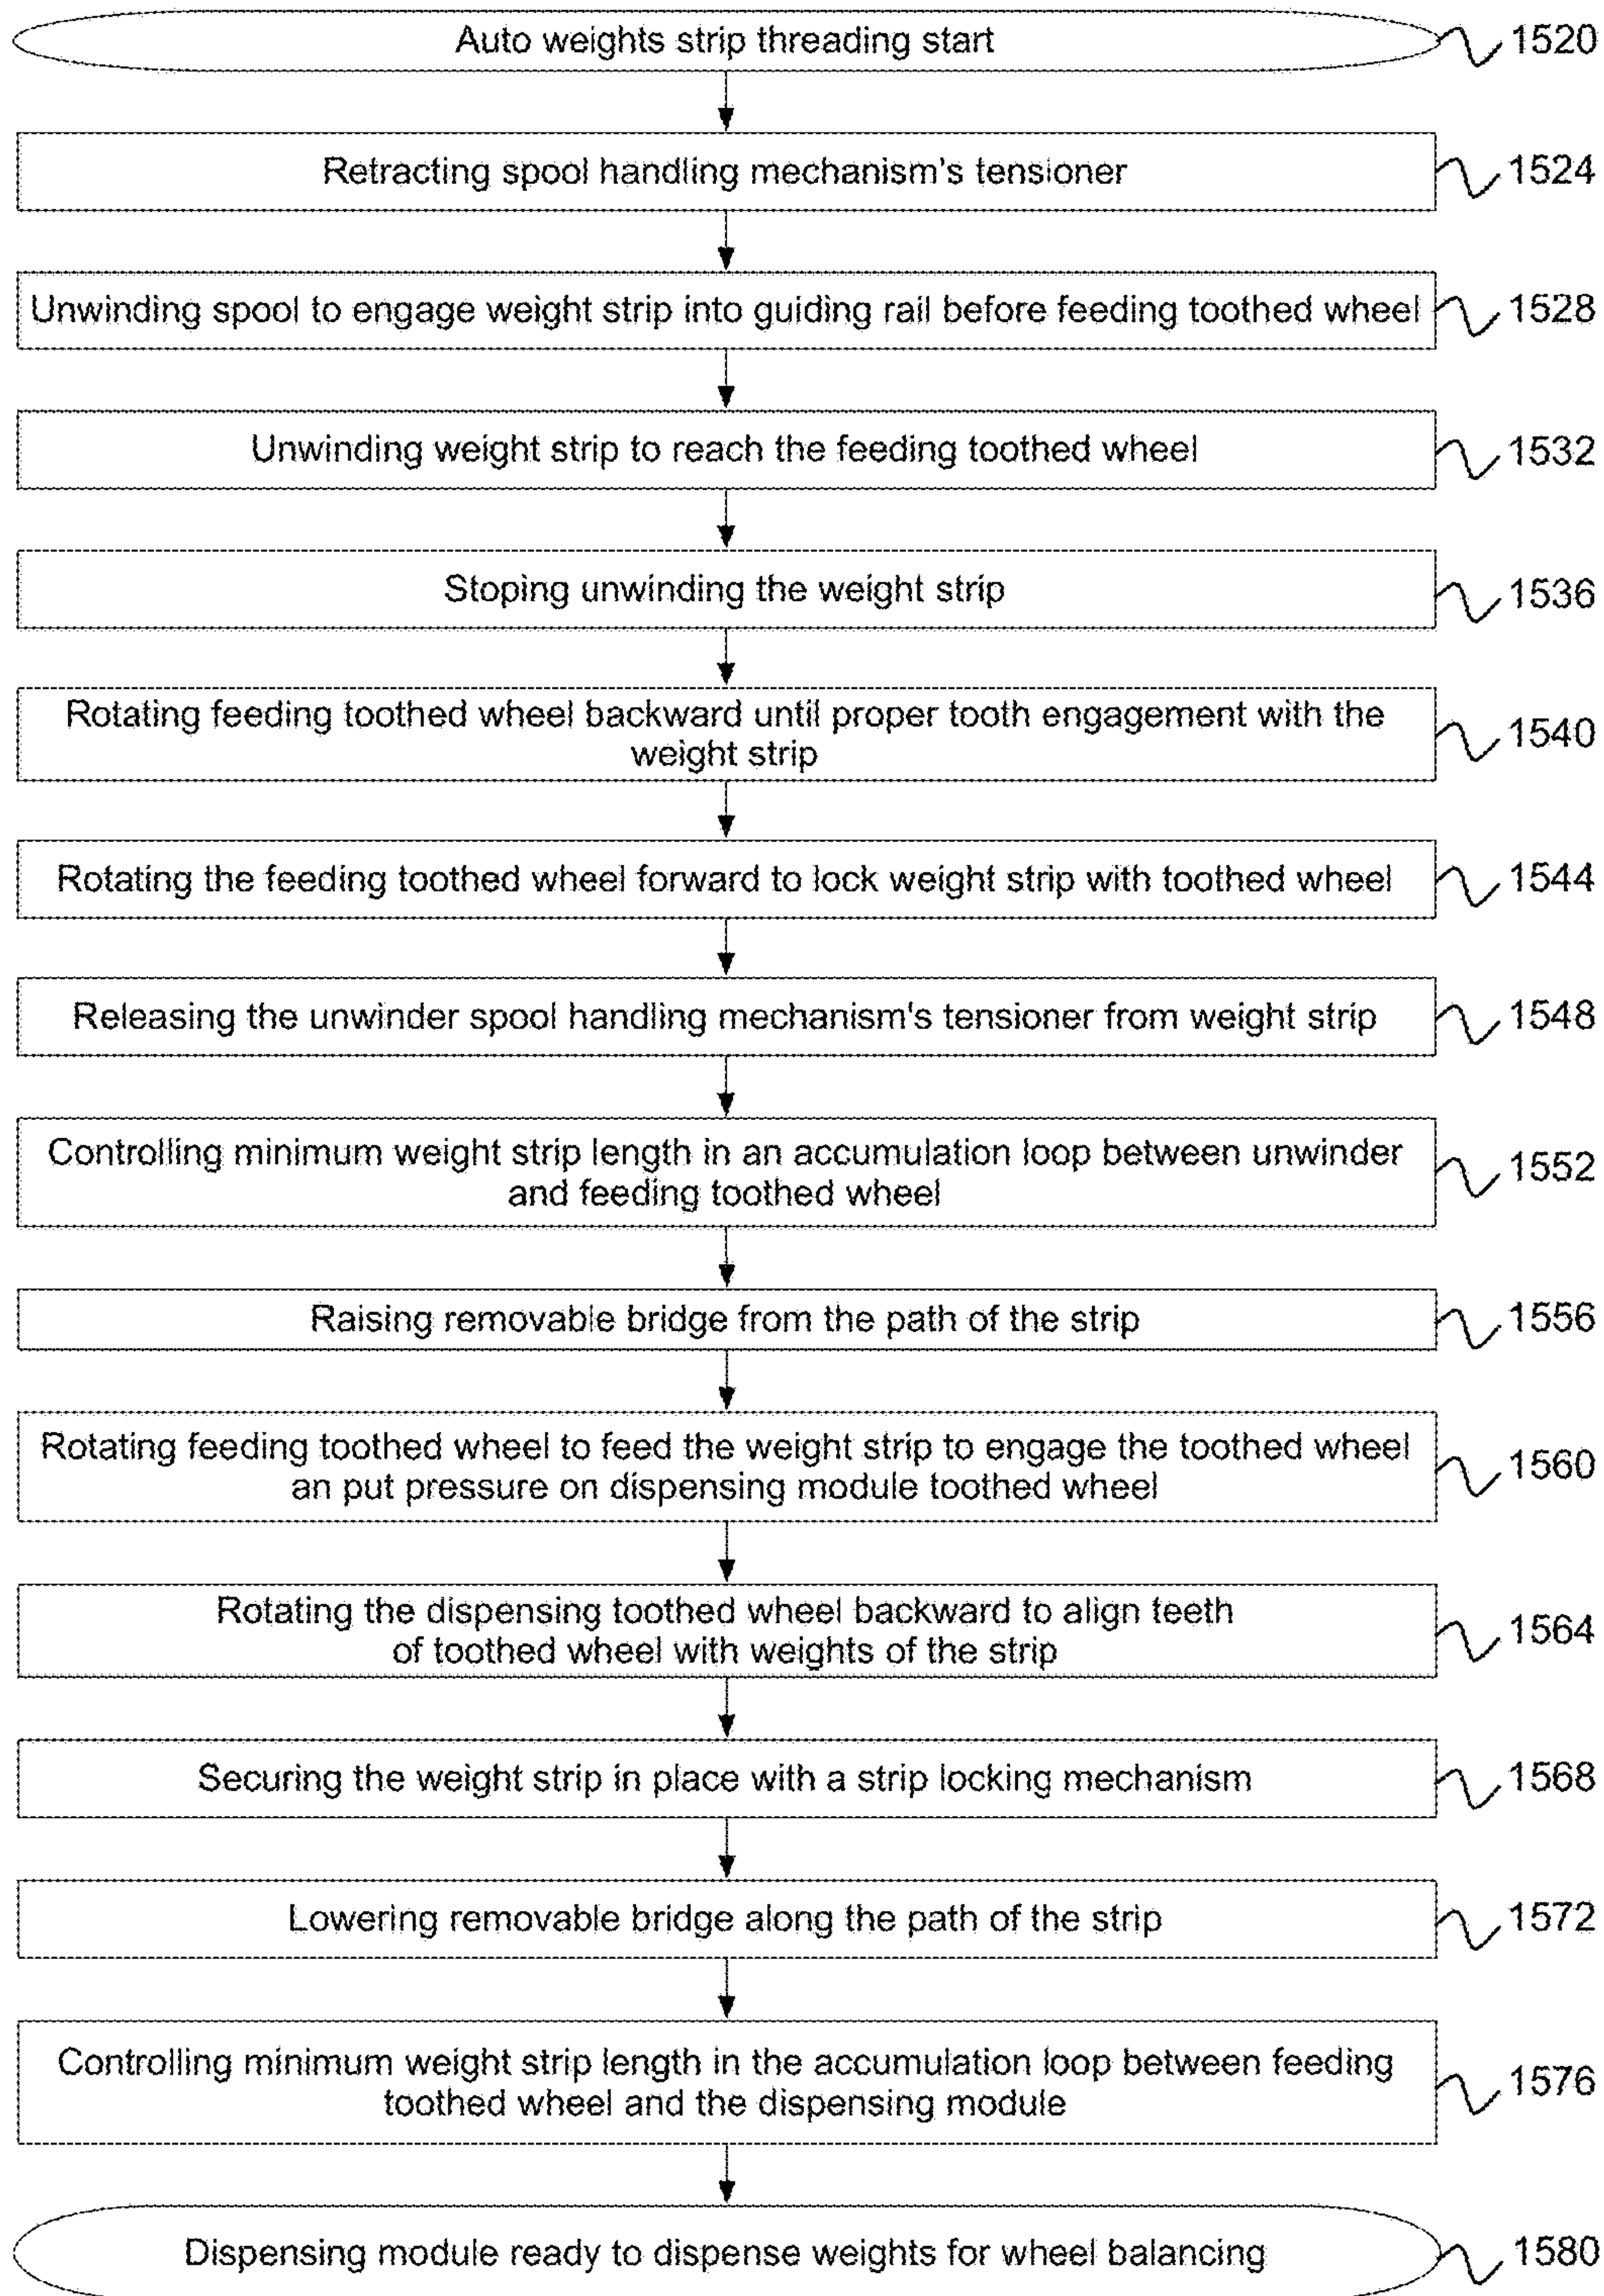 Auto weights strip threading start
1520
Retracting spool handling mechanism's tensioner
1524
Unwinding spool to engage weight strip into guiding rail before feeding toothed wheel
1528
Unwinding weight strip to reach the feeding toothed wheel
1532
Stoping unwinding the weight strip
1536
Rotating feeding toothed wheel backward until proper tooth engagement with the
weight strip
1540
Rotating the feeding toothed wheel forward to lock weight strip with toothed wheel
1544
Releasing the unwinder spool handling mechanism's tensioner from weight strip
1548
Controlling minimum weight strip length in an accumulation loop between unwinder
and feeding toothed wheel
1552
Raising removable bridge from the path of the strip
1556
Rotating feeding toothed wheel to feed the weight strip to engage the toothed wheel
an put pressure on dispensing module toothed wheel
1560
Rotating the dispensing toothed wheel backward to align teeth
of toothed wheel with weights of the strip
1564
Securing the weight strip in place with a strip locking mechanism
1568
Lowering removable bridge along the path of the strip
1572
Controlling minimum weight strip length in the accumulation loop between feeding
toothed wheel and the dispensing module
1576
Dispensing module ready to dispense weights for wheel balancing
1580